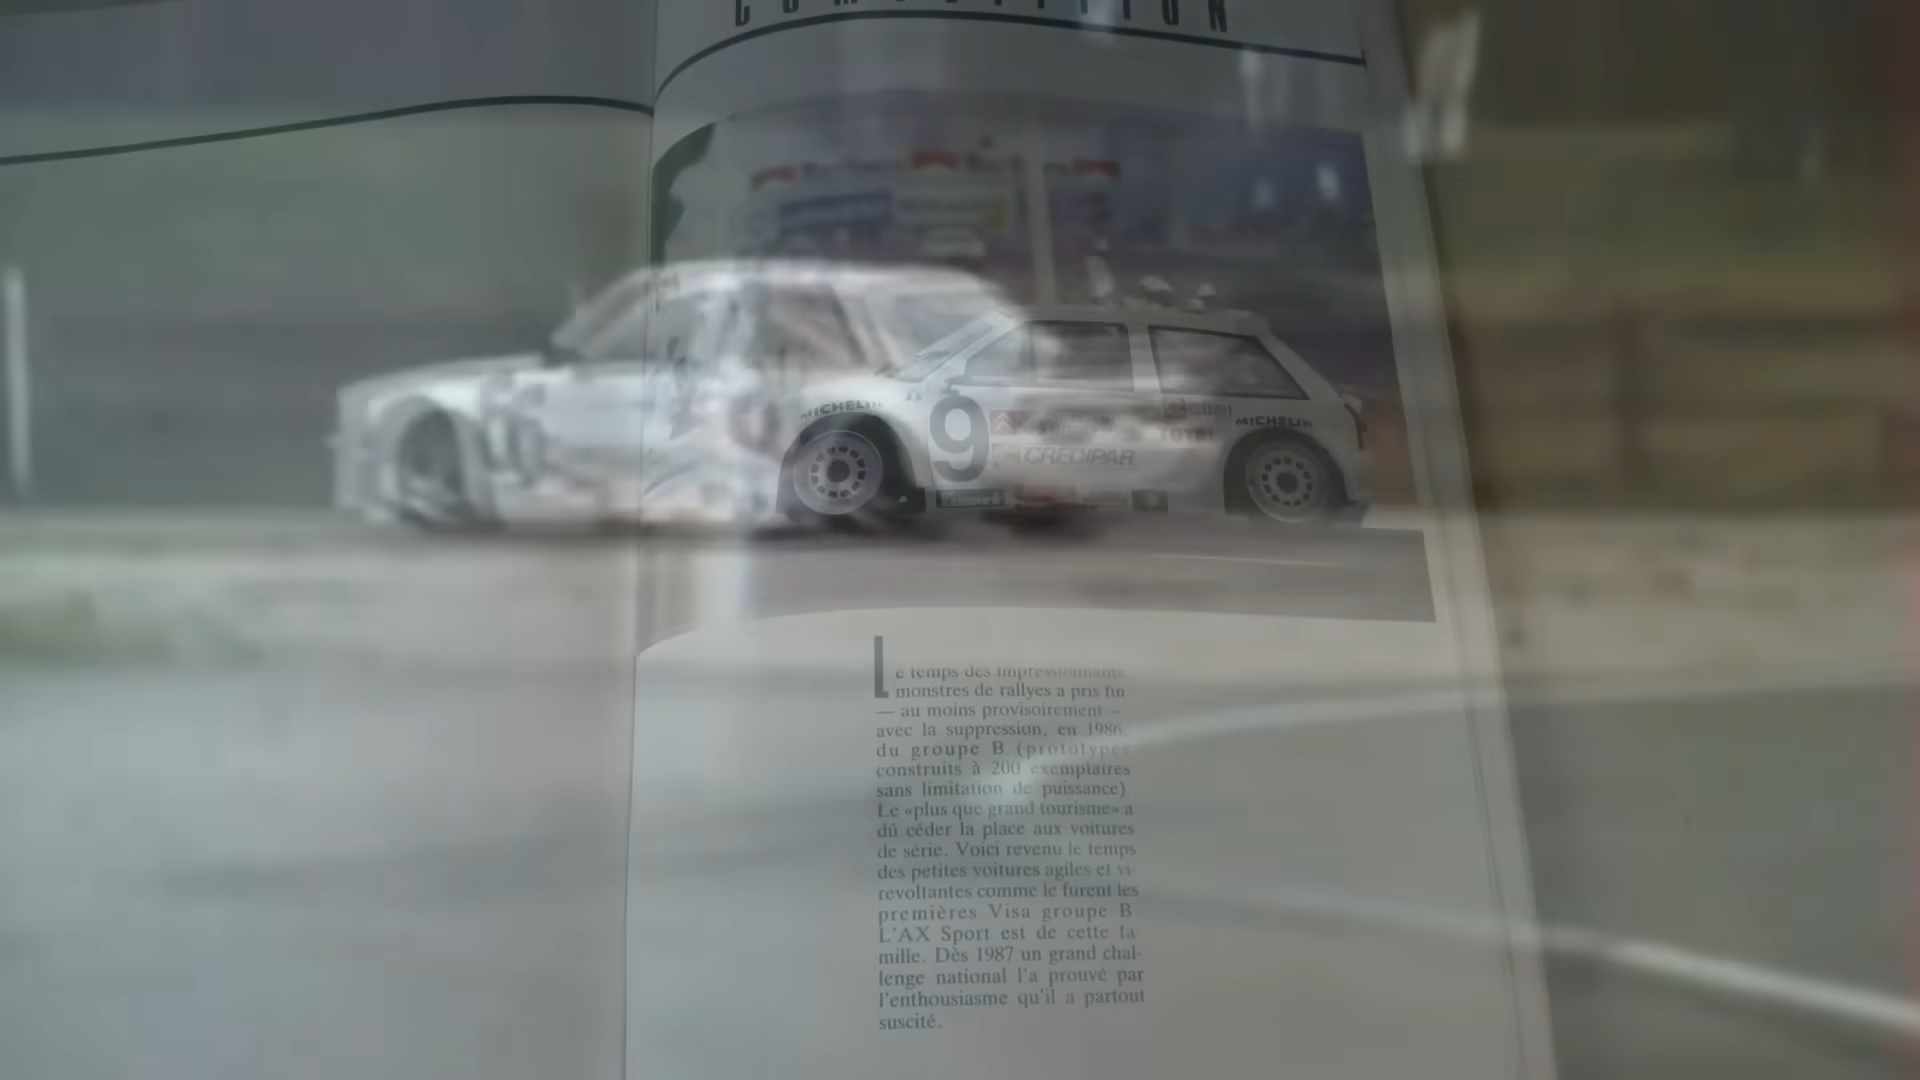 COMPETITION
MICHELIN
9
TOTAL
MICHELIN
CREDIPAR
Le temps des impressionnants
monstres de rallyes a pris fin
— au moins provisoirement —
avec la suppression, en 1986,
du groupe B (prototypes
construits à 200 exemplaires
sans limitation de puissance)
Le «plus que grand tourisme» a
dû céder la place aux voitures
de série. Voici revenu le temps
des petites voitures agiles et vi-
revoltantes comme le furent les
premières Visa groupe B
L'AX Sport est de cette fa-
mille. Dès 1987 un grand chal-
lenge national l'a prouvé par
l'enthousiasme qu'il a partout
suscité.